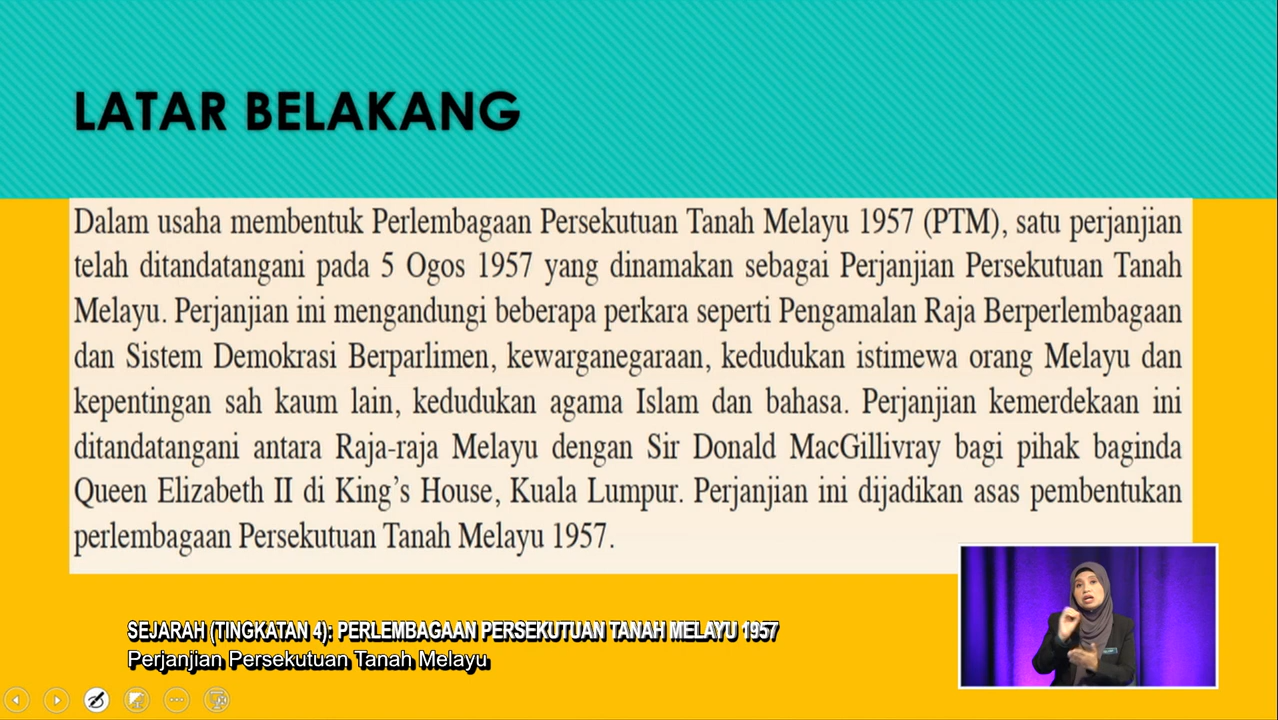 LATAR BELAKANG
Dalam usaha membentuk Perlembagaan Persekutuan Tanah Melayu 1957 (PTM), satu perjanjian
telah ditandatangani pada 5 Ogos 1957 yang dinamakan sebagai Perjanjian Persekutuan Tanah
Melayu. Perjanjian ini mengandungi beberapa perkara seperti Pengamalan Raja Berperlembagaan
dan Sistem Demokrasi Berparlimen, kewarganegaraan, kedudukan istimewa orang Melayu dan
kepentingan sah kaum lain, kedudukan agama Islam dan bahasa. Perjanjian kemerdekaan ini
ditandatangani antara Raja-raja Melayu dengan Sir Donald MacGillivray bagi pihak baginda
Queen Elizabeth II di King’s House, Kuala Lumpur. Perjanjian ini dijadikan asas pembentukan
perlembagaan Persekutuan Tanah Melayu 1957.
SEJARAH (TINGKATAN 4): PERLEMBAGAAN PERSEKUTUAN TANAH MELAYU 1957
Perjanjian Persekutuan Tanah Melayu